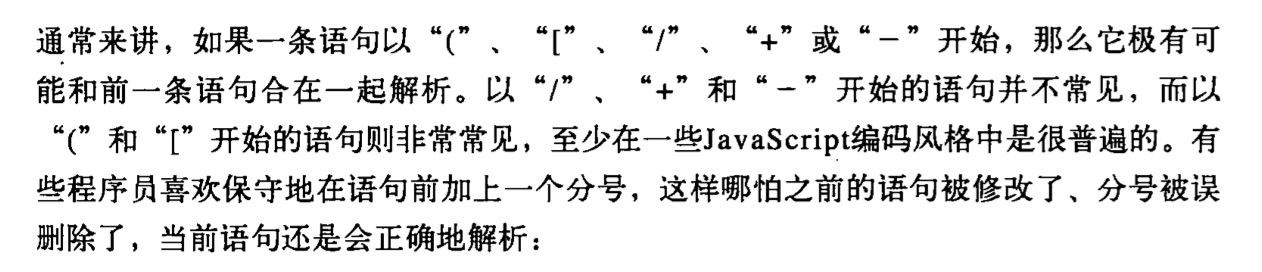 通常来讲，如果一条语句以“(”、“[”、“/”、“+”或“－”开始，那么它极有可
能和前一条语句合在一起解析。以“/”、“+”和“－”开始的语句并不常见，而以
“(”和“[”开始的语句则非常常见，至少在一些JavaScript编码风格中是很普遍的。有
些程序员喜欢保守地在语句前加上一个分号，这样哪怕之前的语句被修改了、分号被误
删除了，当前语句还是会正确地解析：